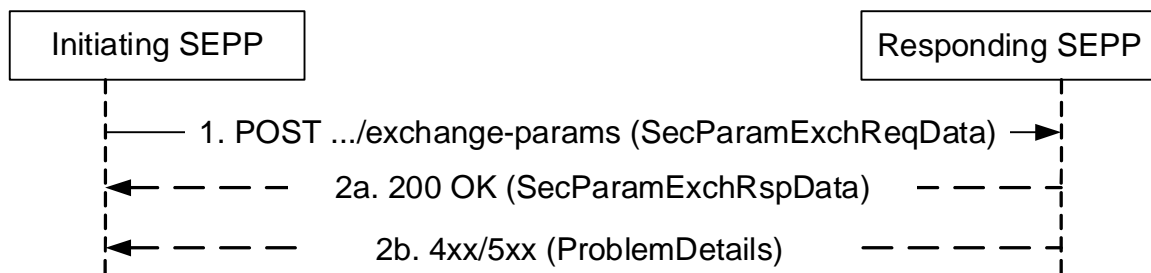 Initiating SEPP
Responding SEPP
1. POST .../exchange-params (SecParamExchReqData)
2a. 200 OK (SecParamExchRspData)
2b. 4xx/5xx (ProblemDetails)